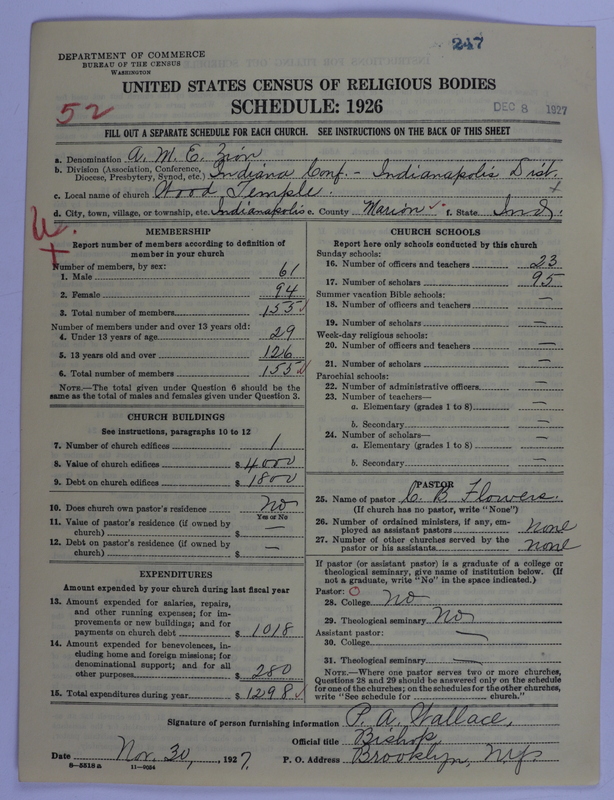 247
DEPARTMENT OF COMMERCE
BUREAU OF THE CENSUS
WASHINGTON
UNITED STATES CENSUS OF RELIGIOUS BODIES
SCHEDULE: 1926
52
DEC 8 1927
FILL OUT A SEPARATE SCHEDULE FOR EACH CHURCH. SEE INSTRUCTIONS ON THE BACK OF THIS SHEET
a. Denomination A. M. E. Zion
b. Division (Association, Conference, Diocese, Presbytery, Synod, etc.) Indiana Conf. - Indianapolis Dist.
c. Local name of church Wood Temple.
d. City, town, village, or township, etc. Indianapolis e. County Marion f. State Ind.
MEMBERSHIP
Report number of members according to definition of
member in your church
Number of members, by sex:
1. Male 61
2. Female 94
3. Total number of members 155
Number of members under and over 13 years old:
4. Under 13 years of age 29
5. 13 years old and over 126
6. Total number of members 155
NOTE.—The total given under Question 6 should be
same as the total of males and females given under Question 3.
CHURCH BUILDINGS
See instructions, paragraphs 10 to 12
7. Number of church edifices 1
8. Value of church edifices $ 4000
9. Debt on church edifices $ 1800
10. Does church own pastor's residence No
Yes or No
11. Value of pastor's residence (if owned by
church) $ —
12. Debt on pastor's residence (if owned by
church) $ —
EXPENDITURES
Amount expended by your church during last fiscal year
13. Amount expended for salaries, repairs,
and other running expenses; for im-
provements or new buildings; and for
payments on church debt $ 1018
14. Amount expended for benevolences, in-
cluding home and foreign missions; for
denominational support; and for all
other purposes $ 280
15. Total expenditures during year $ 1298
CHURCH SCHOOLS
Report here only schools conducted by this church
Sunday schools:
16. Number of officers and teachers 23
17. Number of scholars 95
Summer vacation Bible schools:
18. Number of officers and teachers —
19. Number of scholars —
Week-day religious schools:
20. Number of officers and teachers —
21. Number of scholars —
Parochial schools:
22. Number of administrative officers —
23. Number of teachers—
a. Elementary (grades 1 to 8) —
b. Secondary —
24. Number of scholars—
a. Elementary (grades 1 to 8) —
b. Secondary —
PASTOR
25. Name of pastor C. B. Flowers.
(If church has no pastor, write "None")
26. Number of ordained ministers, if any, em-
ployed as assistant pastors None
27. Number of other churches served by the
pastor or his assistants None
If pastor (or assistant pastor) is a graduate of a college or
theological seminary, give name of institution below. (If
not a graduate, write "No" in the space indicated.)
Pastor:
28. College No
29. Theological seminary No
Assistant pastor:
30. College —
31. Theological seminary —
NOTE.—Where one pastor serves two or more churches,
Questions 28 and 29 should be answered only on the schedule
for one of the churches; on the schedules for the other churches,
write "See schedule for church."
Signature of person furnishing information P. A. Wallace,
Official title Bishop,
Date Nov. 30, 1927. P. O. Address Brooklyn, N.Y.
8-5518a 11-9024